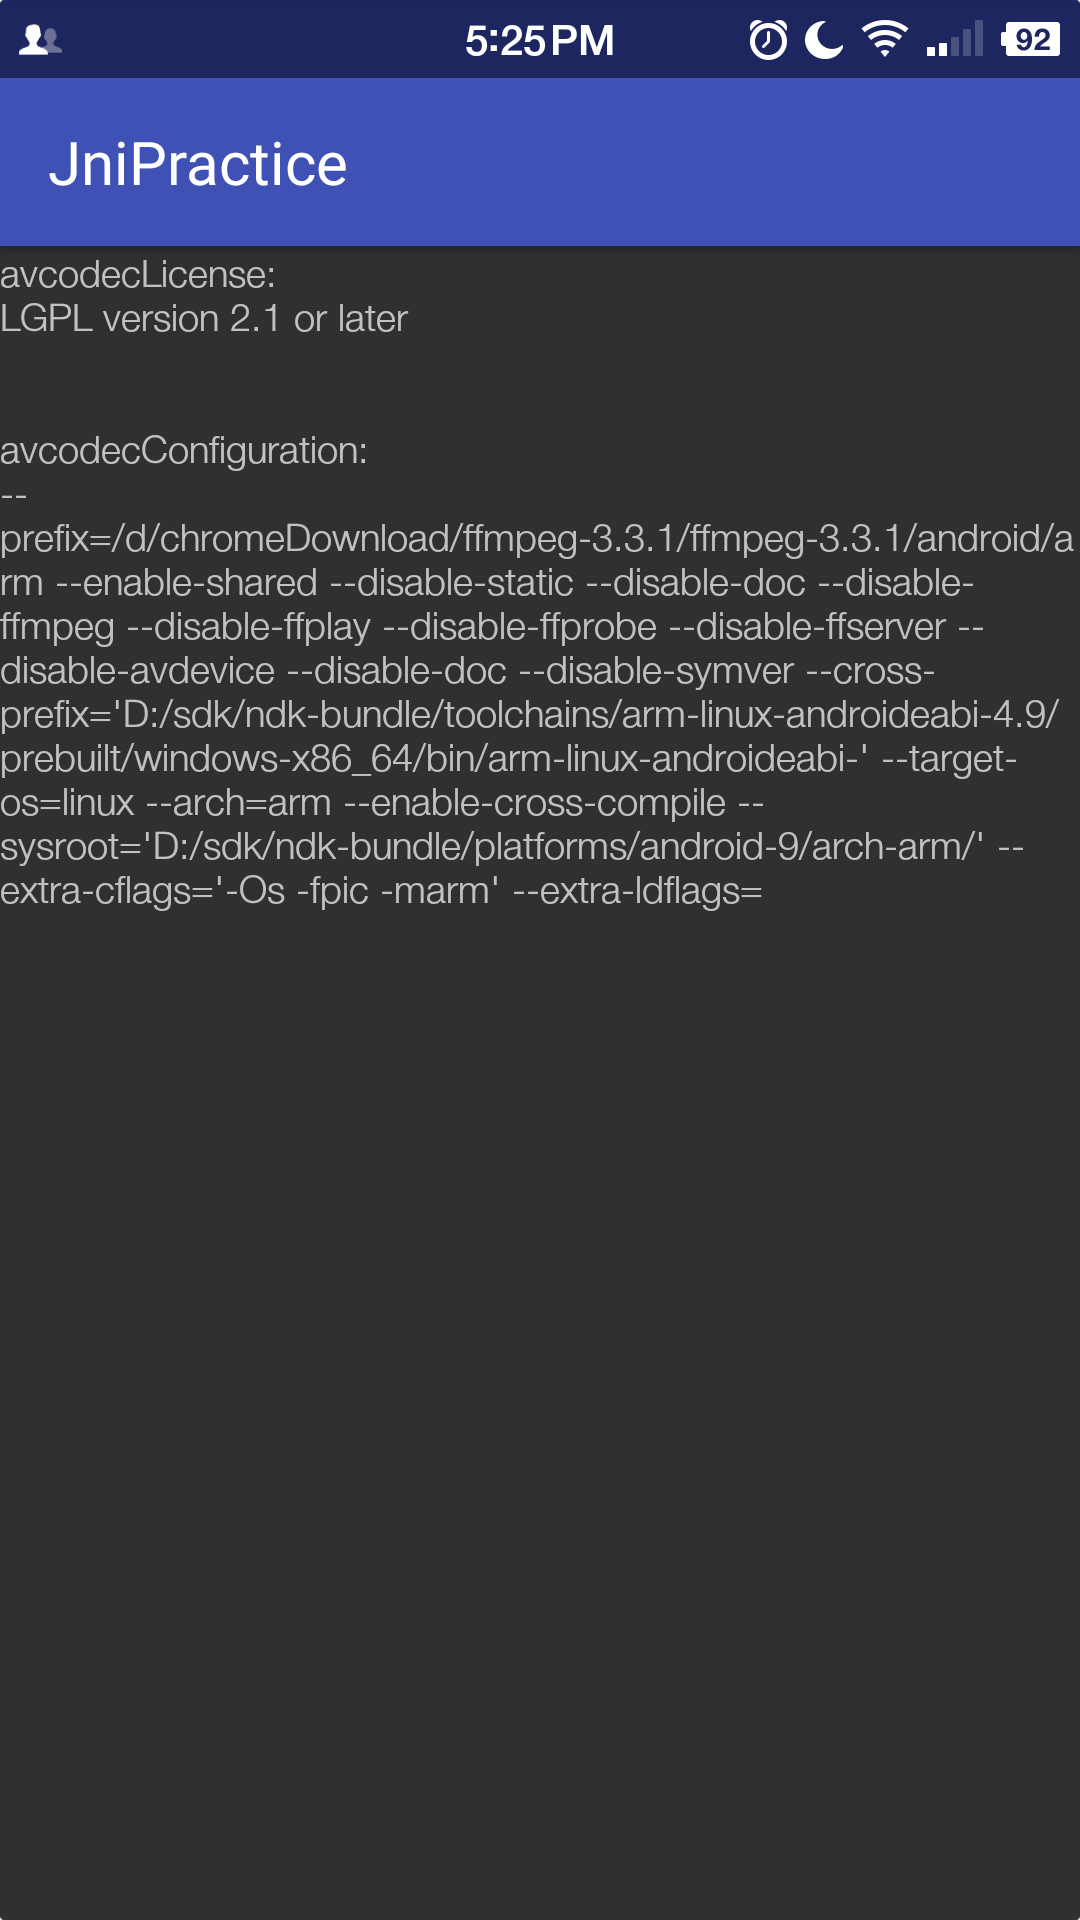 5:25 PM
92
JniPractice
avcodecLicense:
LGPL version 2.1 or later
avcodecConfiguration:
--
prefix=/d/chromeDownload/ffmpeg-3.3.1/ffmpeg-3.3.1/android/a
rm --enable-shared --disable-static --disable-doc --disable-
ffmpeg --disable-ffplay --disable-ffprobe --disable-ffserver --
disable-avdevice --disable-doc --disable-symver --cross-
prefix='D:/sdk/ndk-bundle/toolchains/arm-linux-androideabi-4.9/
prebuilt/windows-x86_64/bin/arm-linux-androideabi-' --target-
os=linux --arch=arm --enable-cross-compile --
sysroot='D:/sdk/ndk-bundle/platforms/android-9/arch-arm/' --
extra-cflags='-Os -fpic -marm' --extra-ldflags=